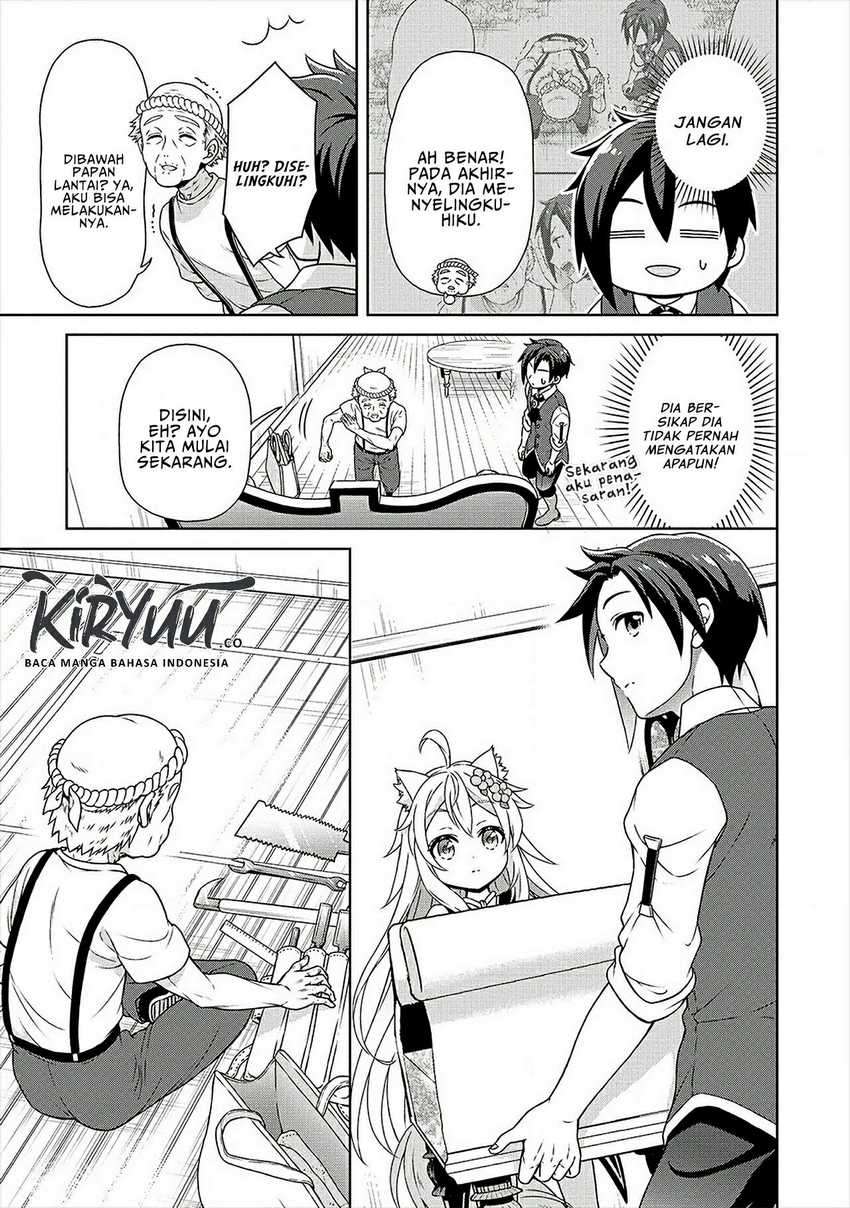 JANGAN
LAGI.
AH BENAR!
PADA AKHIR-
NYA, DIA ME-
NYELINGKU-
HIKU.
HUH? DISE-
LINGKUHI?
DIBAWAH
PAPAN
LANTAI? YA,
AKU BISA
MELAKUKAN-
NYA.
DIA BER-
SIKAP DIA
TIDAK PERNAH
MENGATAKAN
APAPUN!
Sekarang
aku pena-
saran!
DISINI,
EH? AYO
KITA MULAI
SEKARANG.
KIRYUU
.CO
BACA MANGA BAHASA INDONESIA